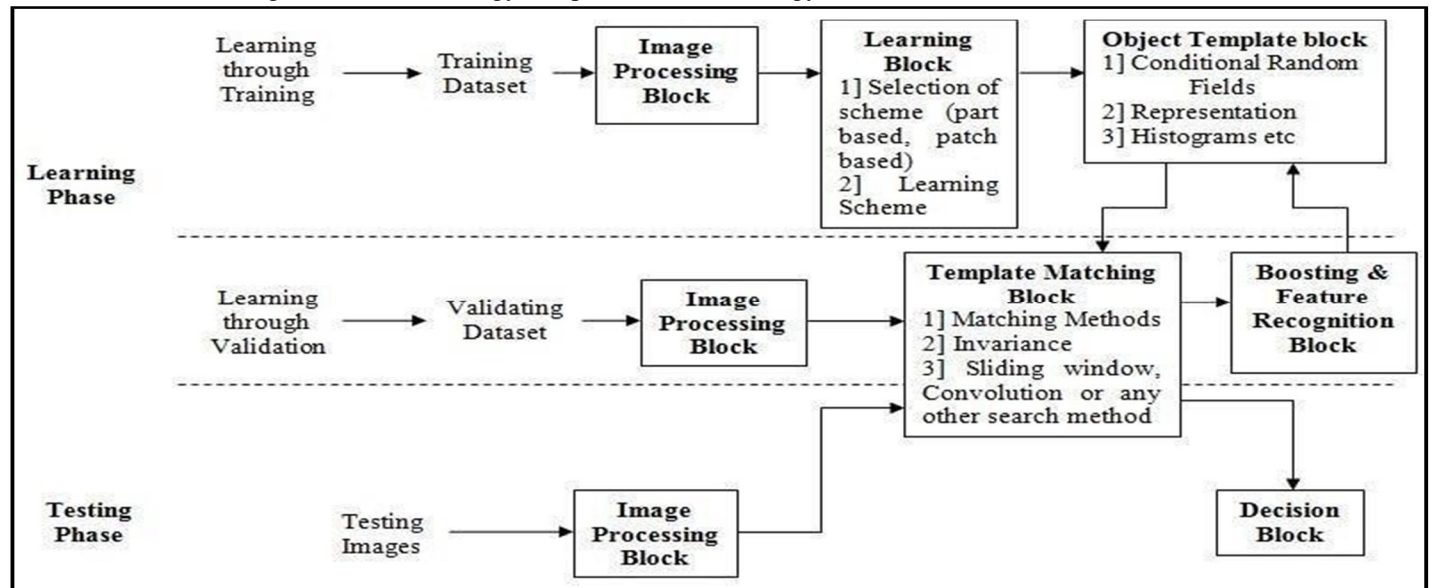 Learning
through
Training
Training
Dataset
Image
Processing
Block
Learning
Block
1] Selection of
scheme (part
based, patch
based)
2] Learning
Scheme
Object Template block
1] Conditional Random
Fields
2] Representation
3] Histograms etc
Learning
Phase
Learning
through
Validation
Validating
Dataset
Image
Processing
Block
Template Matching
Block
1] Matching Methods
2] Invariance
3] Sliding window,
Convolution or any
other search method
Boosting &
Feature
Recognition
Block
Testing
Phase
Testing
Images
Image
Processing
Block
Decision
Block